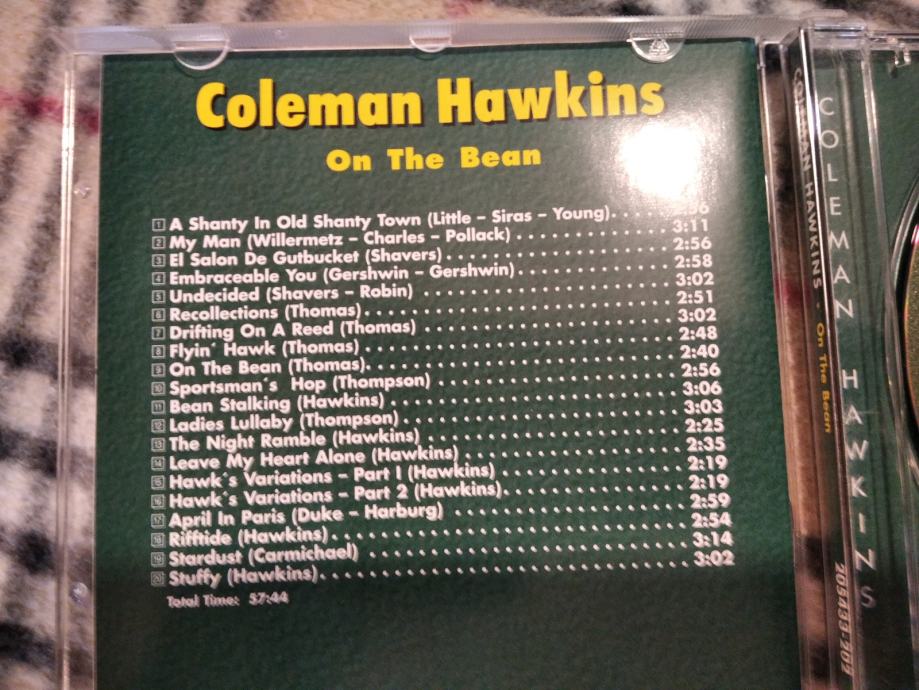 Coleman Hawkins
On The Bean
1 A Shanty In Old Shanty Town (Little – Siras – Young)
2 My Man (Willermetz – Charles – Pollack) 3:11
3 El Salon De Gutbucket (Shavers) 2:56
4 Embraceable You (Gershwin – Gershwin) 2:58
5 Undecided (Shavers – Robin) 3:02
6 Recollections (Thomas) 2:51
7 Drifting On A Reed (Thomas) 3:02
8 Flyin´ Hawk (Thomas) 2:48
9 On The Bean (Thomas) 2:40
10 Sportsman´s Hop (Thompson) 2:56
11 Bean Stalking (Hawkins) 3:06
12 Ladies Lullaby (Thompson) 3:03
13 The Night Ramble (Hawkins) 2:25
14 Leave My Heart Alone (Hawkins) 2:35
15 Hawk´s Variations – Part I (Hawkins) 2:19
16 Hawk´s Variations – Part 2 (Hawkins) 2:19
17 April In Paris (Duke – Harburg) 2:59
18 Rifftide (Hawkins) 2:54
19 Stardust (Carmichael) 3:14
20 Stuffy (Hawkins) 3:02
Total Time: 57:44
COLEMAN HAWKINS - On The Bean
COLEMAN HAWKINS